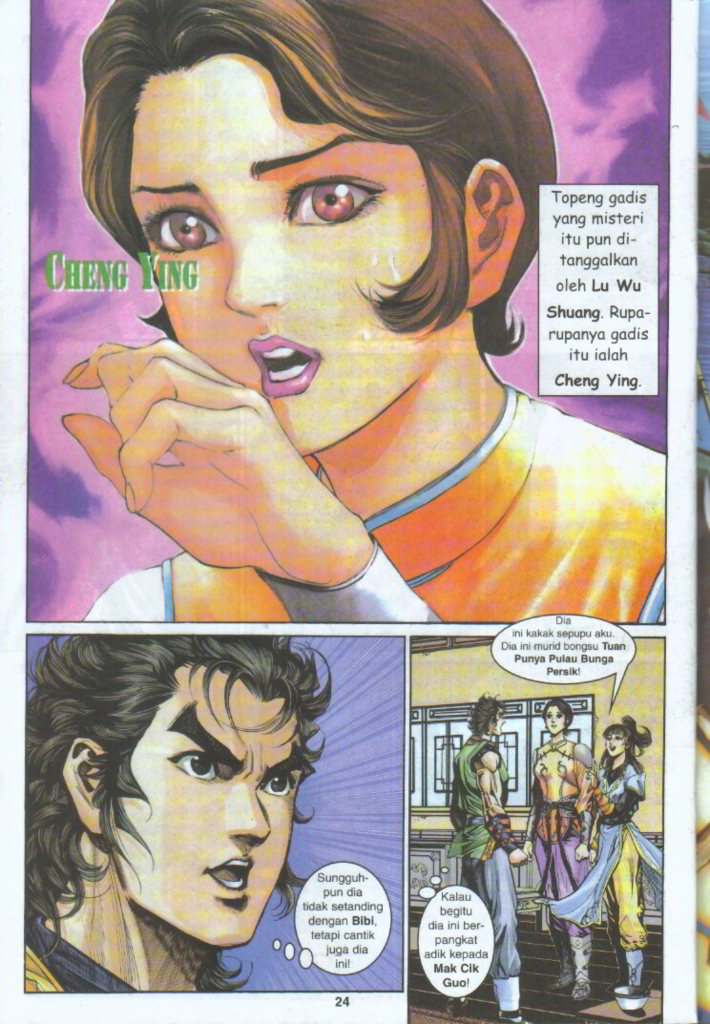 CHENG YING
Topeng gadis
yang misteri
itu pun di-
tanggalkan
oleh Lu Wu
Shuang. Rupa-
rupanya gadis
itu ialah
Cheng Ying.
Dia
ini kakak sepupu aku.
Dia ini murid bongsu Tuan
Punya Pulau Bunga
Persik!
Sungguh-
pun dia
tidak setanding
dengan Bibi,
tetapi cantik
juga dia
ini!
Kalau
begitu
dia ini ber-
pangkat
adik kepada
Mak Cik
Guo!
24